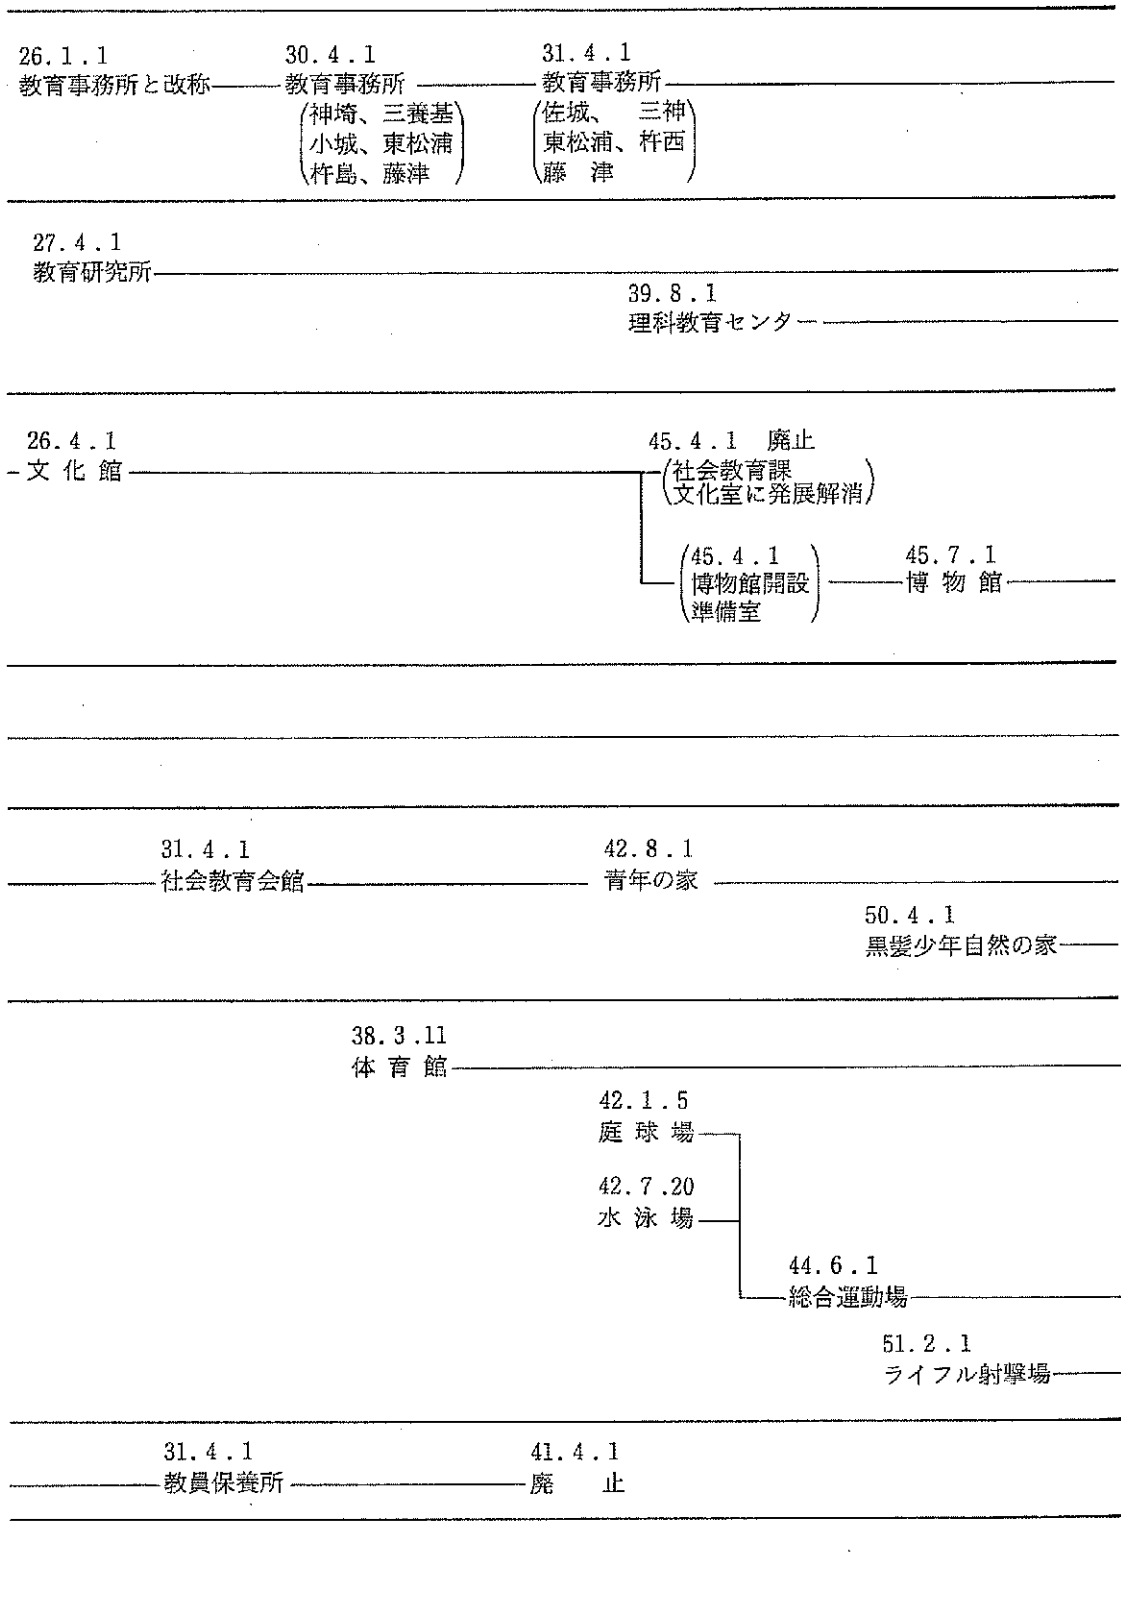 26.1.1 30.4.1 31.4.1
教育事務所と改称 教育事務所 教育事務所
(神埼、三養基 小城、東松浦 杵島、藤津)
(佐城、 三神 東松浦、杵西 藤 津)
27.4.1
教育研究所
39.8.1
理科教育センター
26.4.1
文 化 館
45.4.1 廃止
(社会教育課
文化室に発展解消)
(45.4.1
博物館開設
準備室)
45.7.1
博 物 館
31.4.1
社会教育会館
42.8.1
青年の家
50.4.1
黒髪少年自然の家
38.3.11
体 育 館
42.1.5
庭 球 場
42.7.20
水 泳 場
44.6.1
総合運動場
51.2.1
ライフル射撃場
31.4.1
教員保養所
41.4.1
廃 止